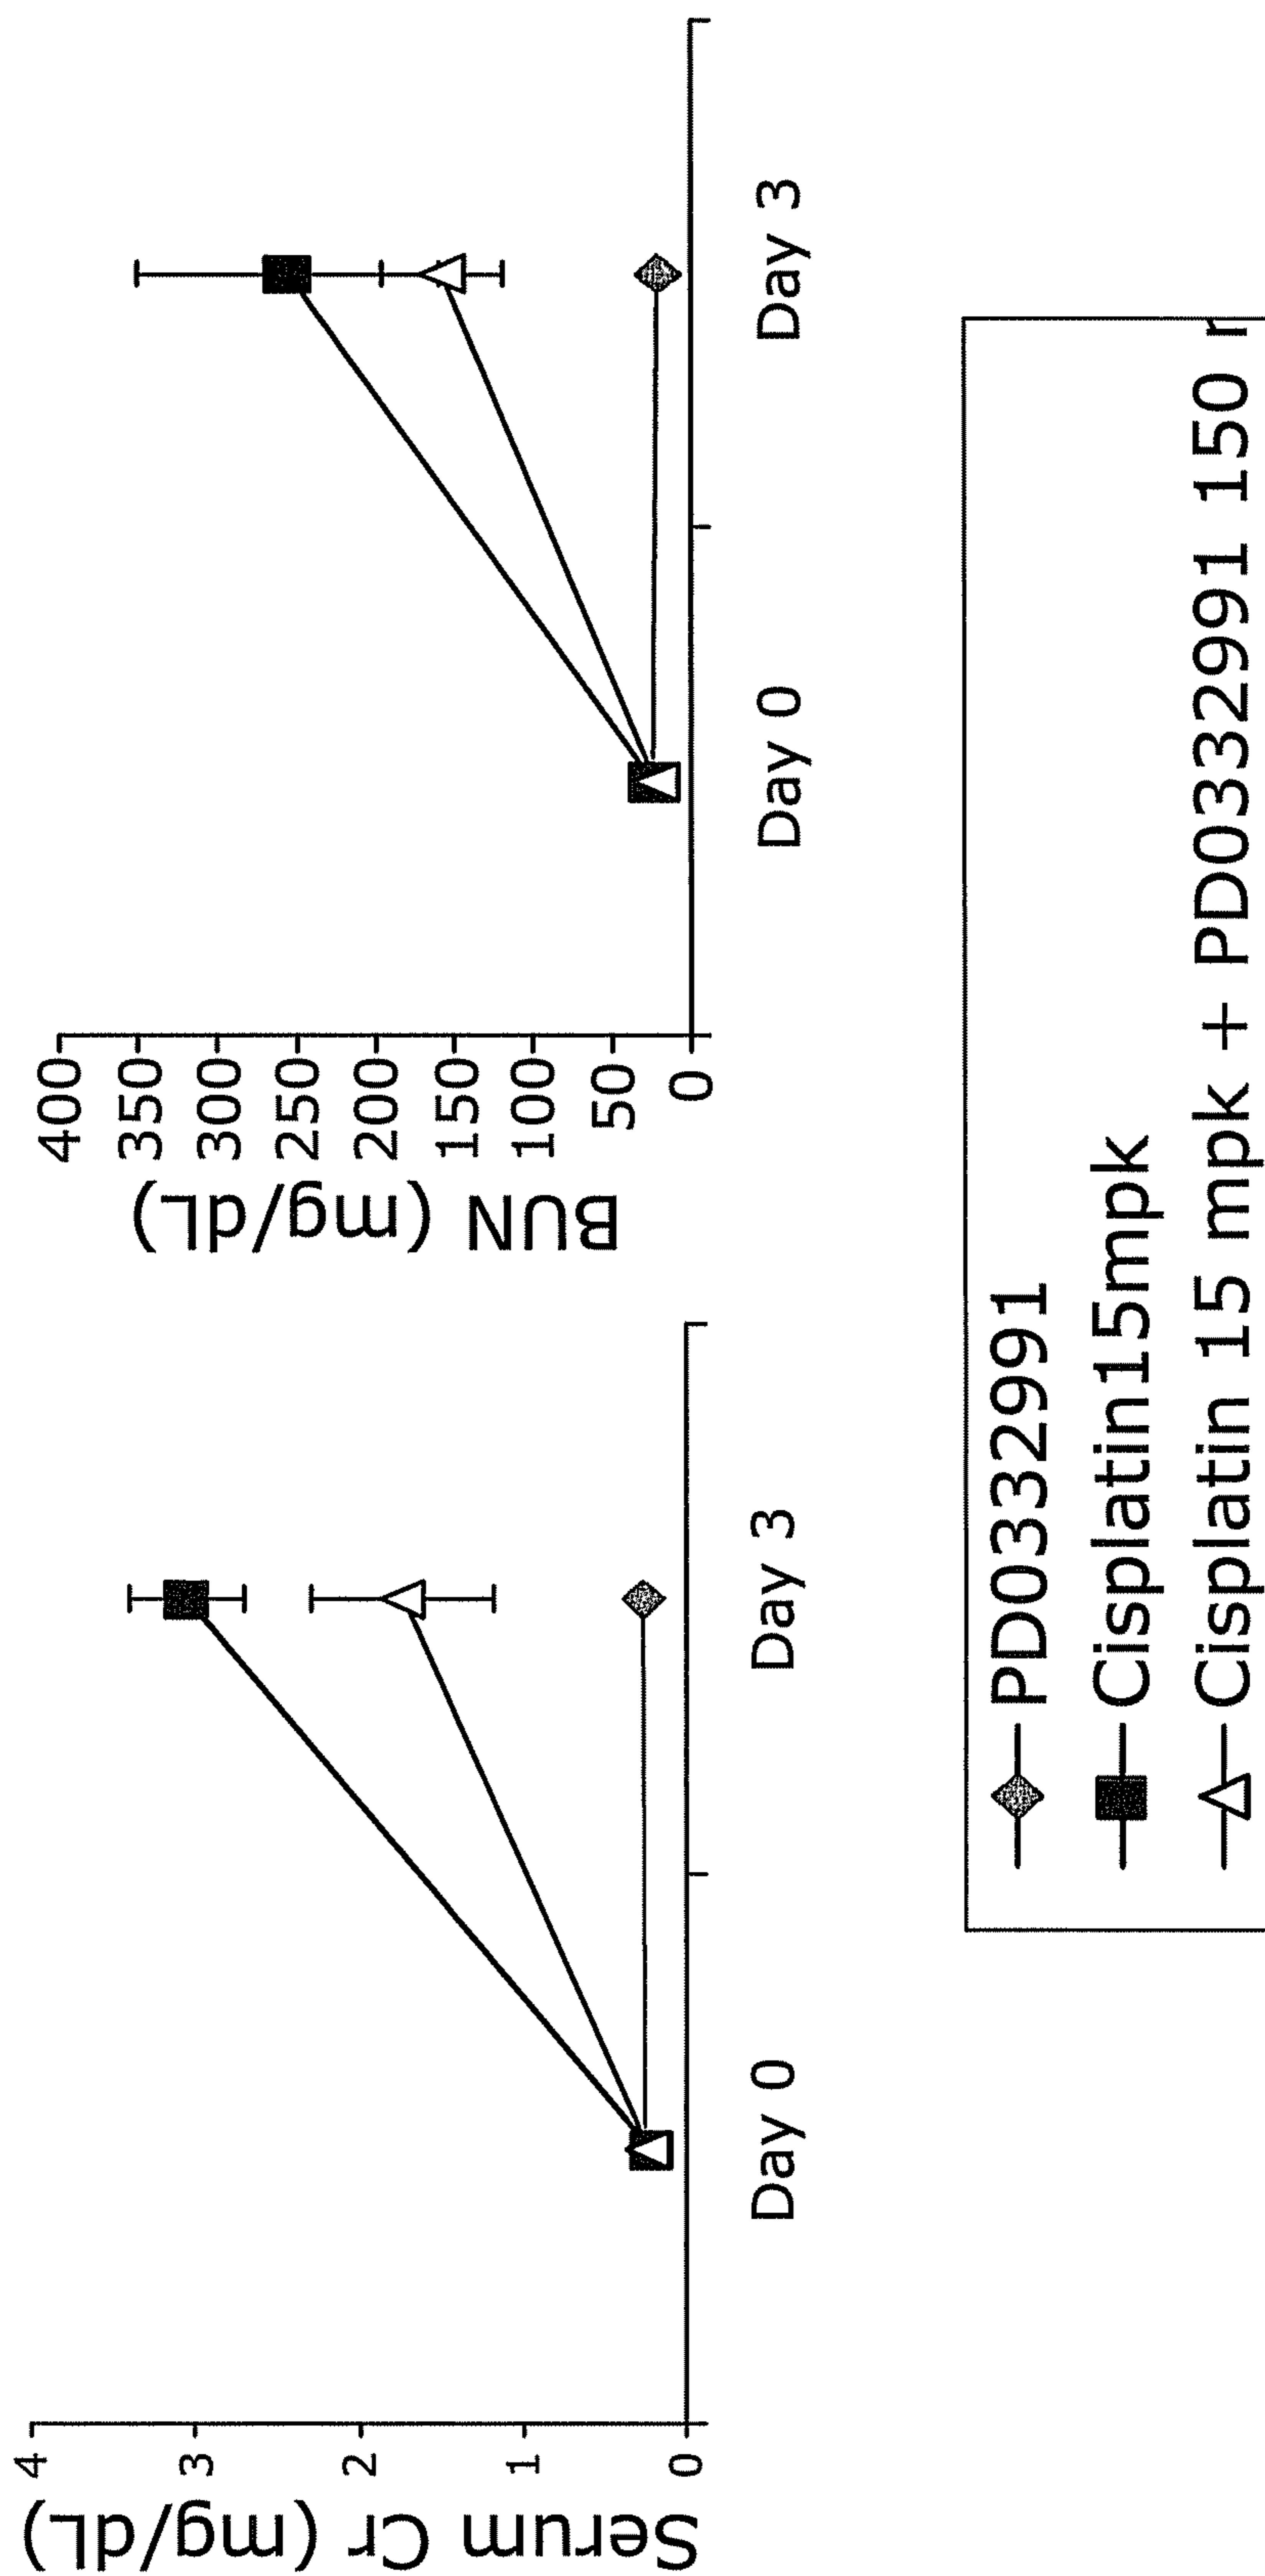 Serum Cr (mg/dL)
4
3
2
1
0
Day 0
Day 3
BUN (mg/dL)
400
350
300
250
200
150
100
50
0
Day 0
Day 3
PD0332991
Cisplatin15mpk
Cisplatin 15 mpk + PD0332991 150